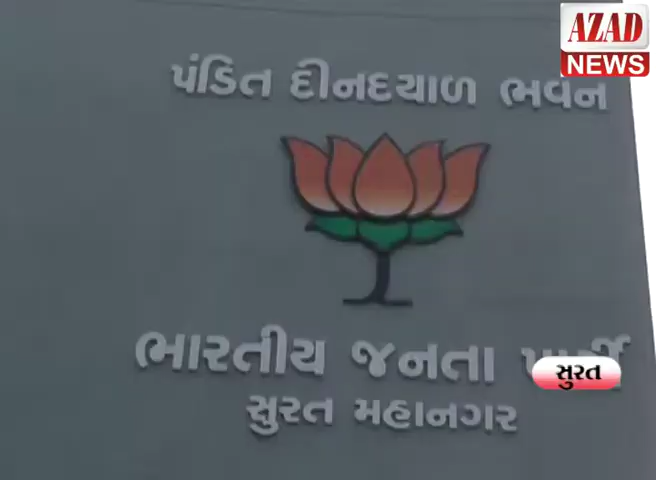 AZAD
NEWS
પંડિત દીનદયાળ ભવન
ભારતીય જનતા
સુરત
સુરત મહાનગર